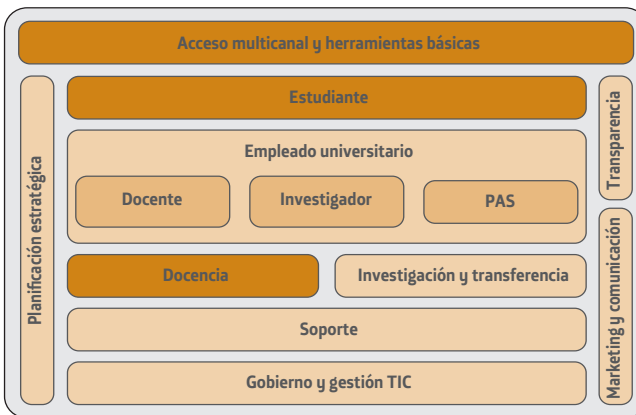 Acceso multicanal y herramientas básicas
Planificación estratégica
Estudiante
Empleado universitario
Docente
Investigador
PAS
Docencia
Investigación y transferencia
Soporte
Gobierno y gestión TIC
Transparencia
Marketing y comunicación